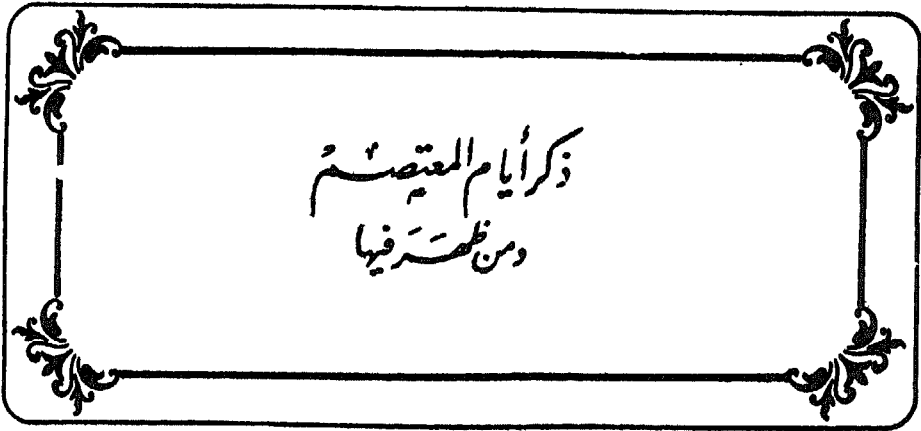 ذكر أيام المعتصم
ومن ظهر فيها